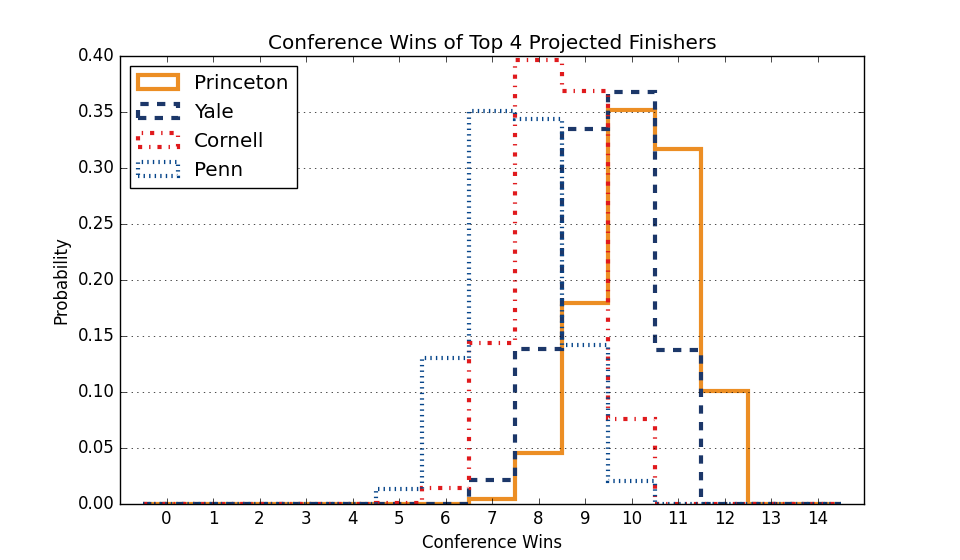 Conference Wins of Top 4 Projected Finishers
0.40
0.35
0.30
0.25
0.20
0.15
0.10
0.05
0.00
Probability
Princeton
Yale
Cornell
Penn
0 1 2 3 4 5 6 7 8 9 10 11 12 13 14
Conference Wins